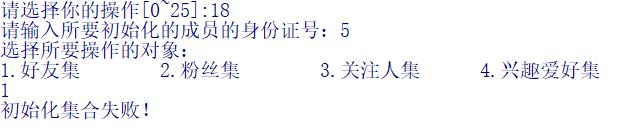 请选择你的操作[0~25]:18
请输入所要初始化的成员的身份证号：5
选择所要操作的对象：
1.好友集 2.粉丝集 3.关注人集 4.兴趣爱好集
1
初始化集合失败！